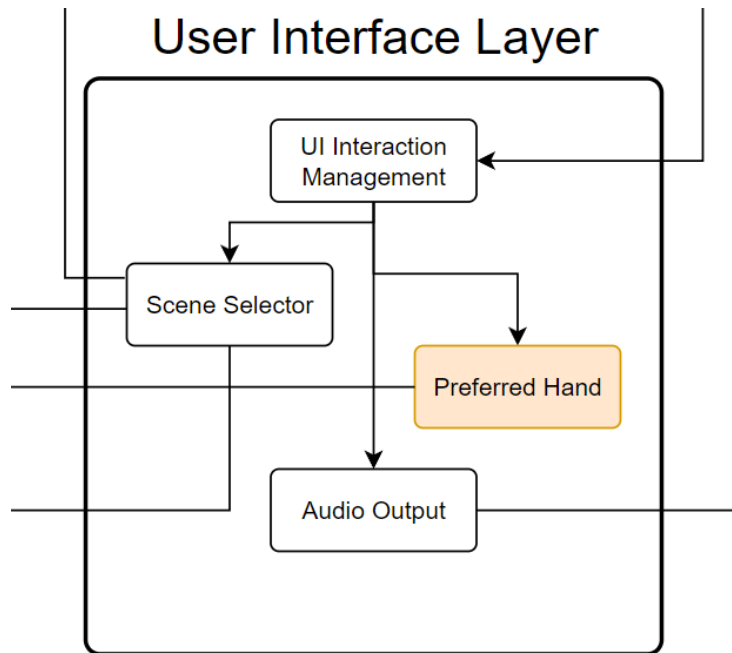 User Interface Layer
UI Interaction
Management
Scene Selector
Preferred Hand
Audio Output